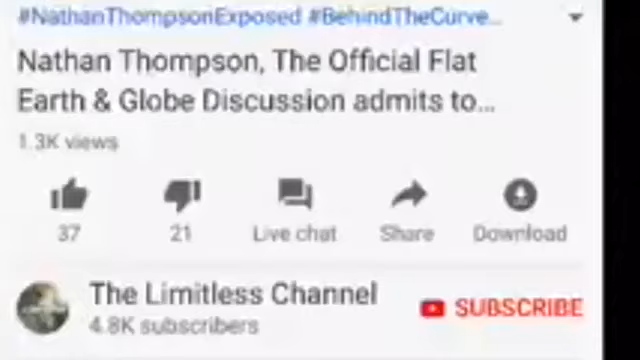 #NathanThompsonExposed #BehindTheCurve...
Nathan Thompson, The Official Flat
Earth & Globe Discussion admits to...
1.3K views
37 21 Live chat Share Download
The Limitless Channel
SUBSCRIBE
4.8K subscribers